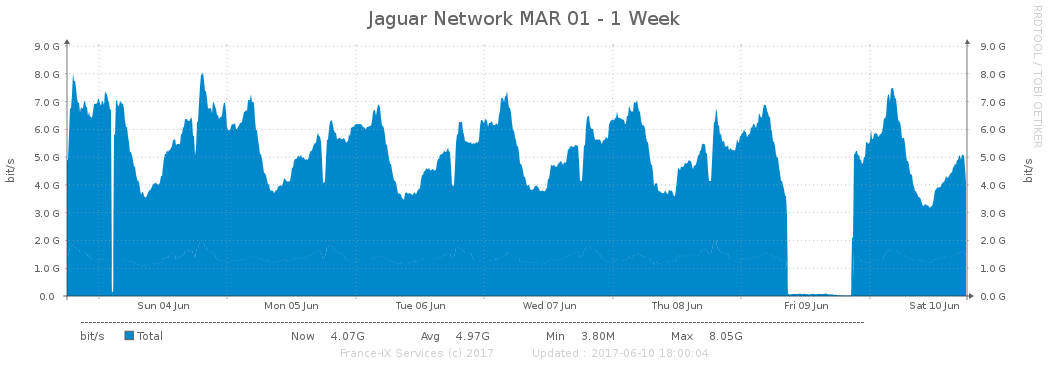 Jaguar Network MAR 01 - 1 Week
RRDTOOL / TOBI OETIKER
bit/s
9.0 G
8.0 G
7.0 G
6.0 G
5.0 G
4.0 G
3.0 G
2.0 G
1.0 G
0.0
9.0 G
8.0 G
7.0 G
6.0 G
5.0 G
4.0 G
3.0 G
2.0 G
1.0 G
0.0 G
bit/s
Sun 04 Jun Mon 05 Jun Tue 06 Jun Wed 07 Jun Thu 08 Jun Fri 09 Jun Sat 10 Jun
bit/s Total Now 4.07G Avg 4.97G Min 3.80M Max 8.05G
France-IX Services (c) 2017 Updated : 2017-06-10 18:00:04